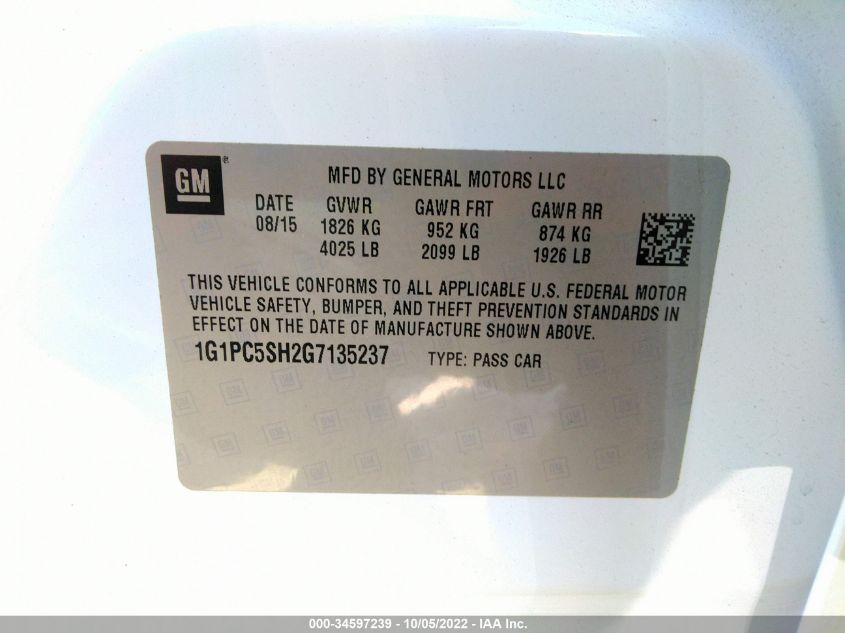 GM ® MFD BY GENERAL MOTORS LLC
DATE GVWR GAWR FRT GAWR RR
08/15 1826 KG 952 KG 874 KG
4025 LB 2099 LB 1926 LB
THIS VEHICLE CONFORMS TO ALL APPLICABLE U.S. FEDERAL MOTOR
VEHICLE SAFETY, BUMPER, AND THEFT PREVENTION STANDARDS IN
EFFECT ON THE DATE OF MANUFACTURE SHOWN ABOVE.
1G1PC5SH2G7135237 TYPE: PASS CAR
000-34597239 - 10/05/2022 - IAA Inc.